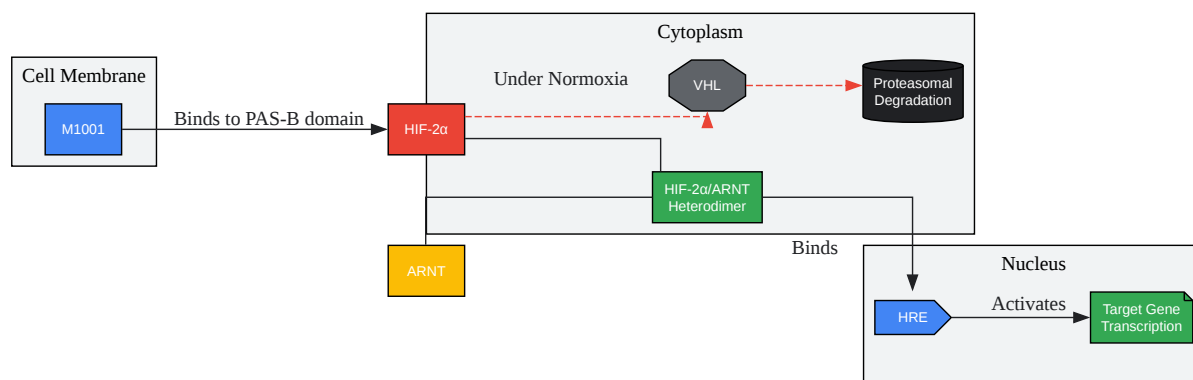 Cytoplasm
Cell Membrane
Under Normoxia
VHL
Proteasomal
Degradation
M1001
Binds to PAS-B domain
HIF-2α
HIF-2α/ARNT
Heterodimer
Binds
ARNT
Nucleus
HRE
Activates
Target Gene
Transcription